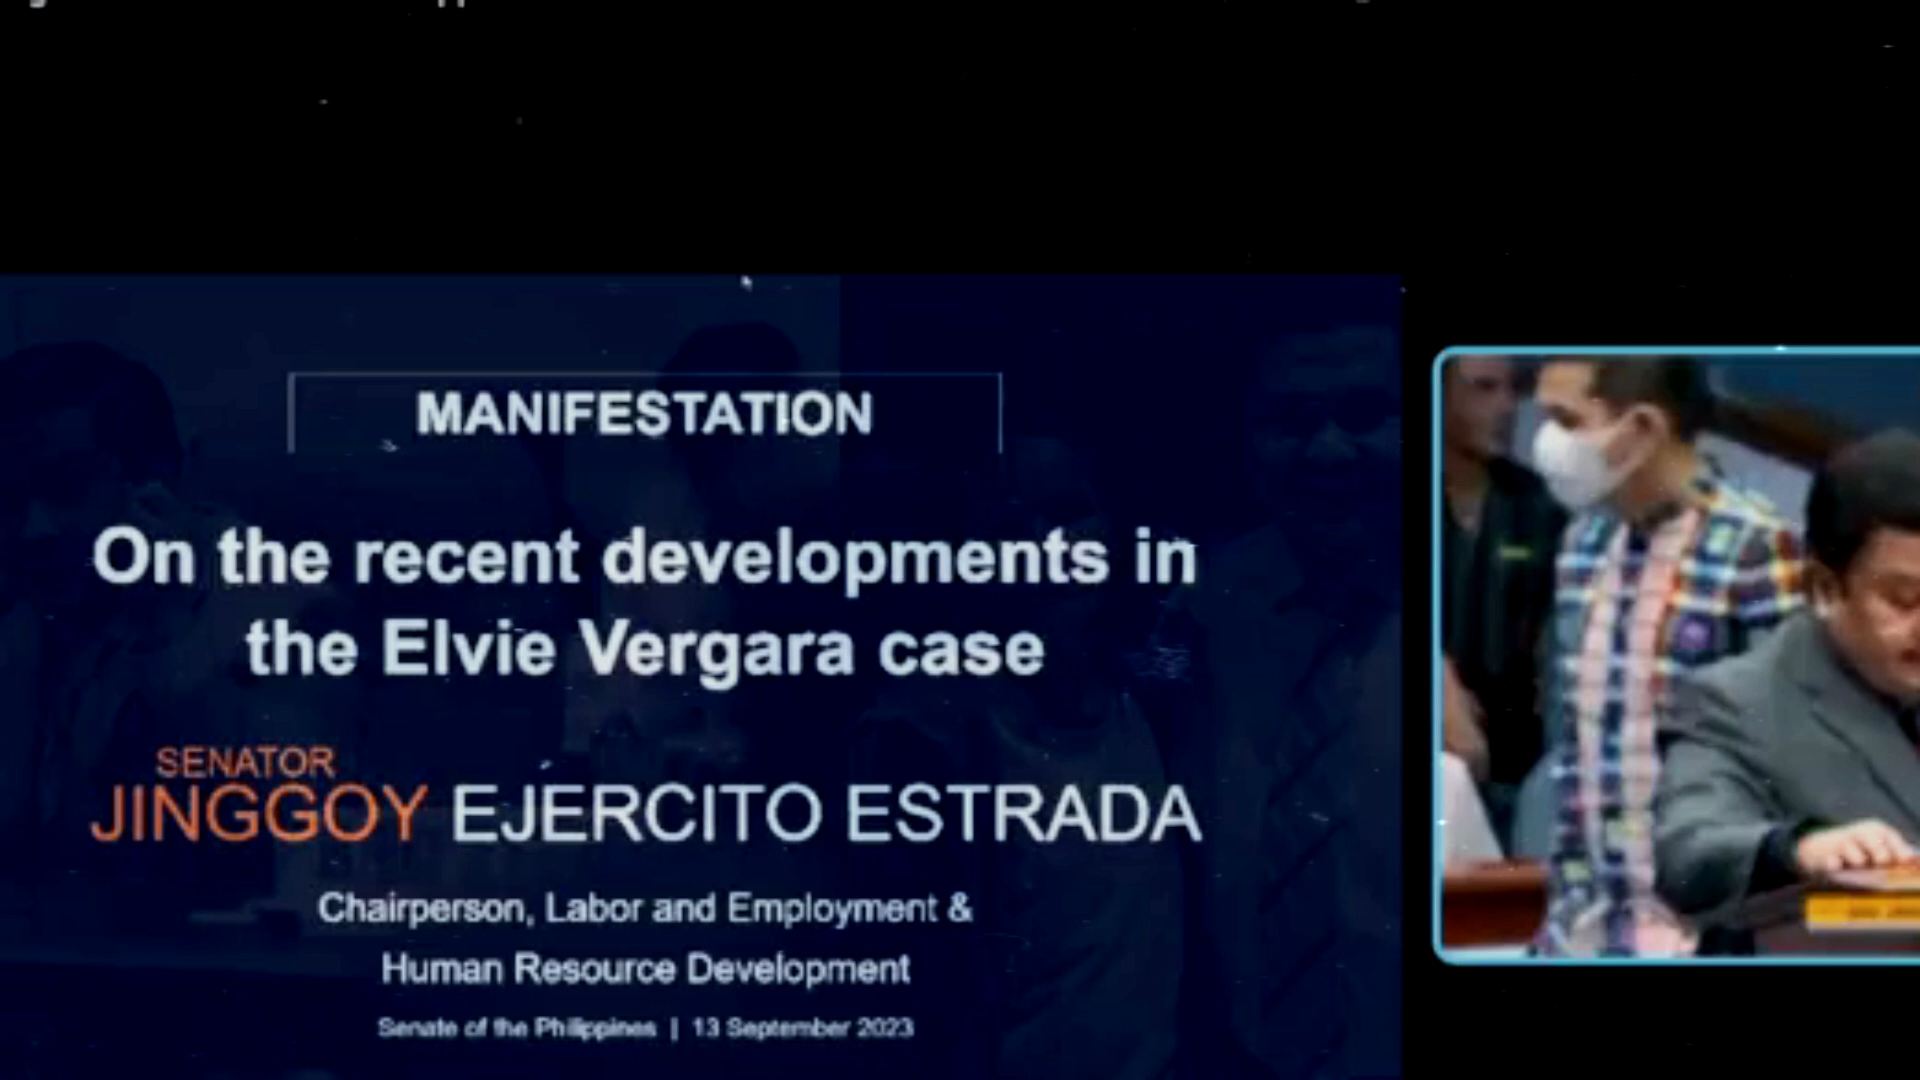 MANIFESTATION
On the recent developments in
the Elvie Vergara case
SENATOR
JINGGOY EJERCITO ESTRADA
Chairperson, Labor and Employment &
Human Resource Development
Senate of the Philippines | 13 September 2023